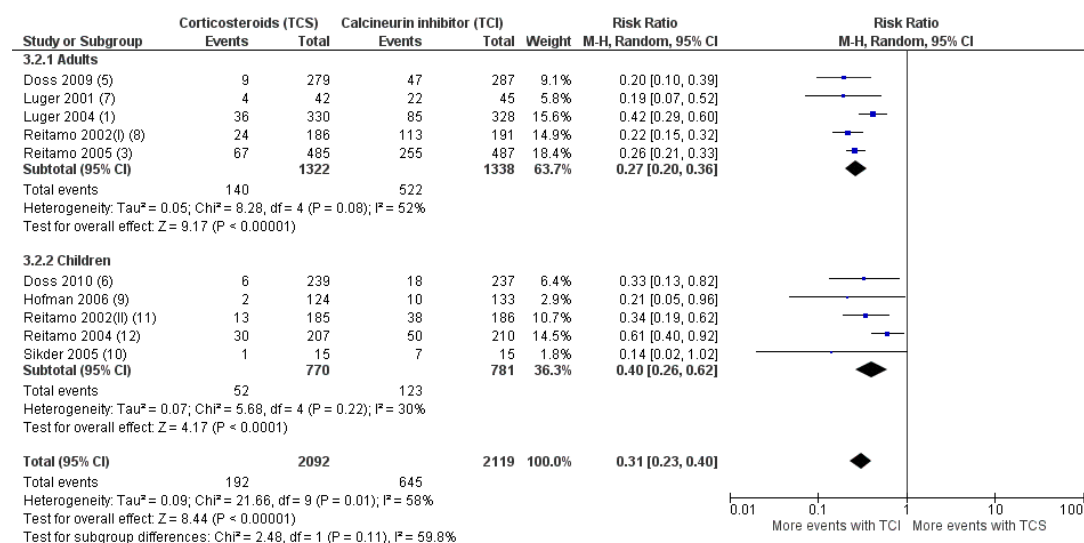 Corticosteroids (TCS) Calcineurin inhibitor (TCI) Risk Ratio Risk Ratio
Study or Subgroup Events Total Events Total Weight M-H, Random, 95% CI M-H, Random, 95% CI
3.2.1 Adults
Doss 2009 (5) 9 279 47 287 9.1% 0.20 [0.10, 0.39]
Luger 2001 (7) 4 42 22 45 5.8% 0.19 [0.07, 0.52]
Luger 2004 (1) 36 330 85 328 15.6% 0.42 [0.29, 0.60]
Reitamo 2002(I) (8) 24 186 113 191 14.9% 0.22 [0.15, 0.32]
Reitamo 2005 (3) 67 485 255 487 18.4% 0.26 [0.21, 0.33]
Subtotal (95% CI) 1322 1338 63.7% 0.27 [0.20, 0.36]
Total events 140 522
Heterogeneity: Tau² = 0.05; Chi² = 8.28, df = 4 (P = 0.08); I² = 52%
Test for overall effect: Z = 9.17 (P < 0.00001)
3.2.2 Children
Doss 2010 (6) 6 239 18 237 6.4% 0.33 [0.13, 0.82]
Hofman 2006 (9) 2 124 10 133 2.9% 0.21 [0.05, 0.96]
Reitamo 2002(II) (11) 13 185 38 186 10.7% 0.34 [0.19, 0.62]
Reitamo 2004 (12) 30 207 50 210 14.5% 0.61 [0.40, 0.92]
Sikder 2005 (10) 1 15 7 15 1.8% 0.14 [0.02, 1.02]
Subtotal (95% CI) 770 781 36.3% 0.40 [0.26, 0.62]
Total events 52 123
Heterogeneity: Tau² = 0.07; Chi² = 5.68, df = 4 (P = 0.22); I² = 30%
Test for overall effect: Z = 4.17 (P < 0.0001)
Total (95% CI) 2092 2119 100.0% 0.31 [0.23, 0.40]
Total events 192 645
Heterogeneity: Tau² = 0.09; Chi² = 21.66, df = 9 (P = 0.01); I² = 58%
Test for overall effect: Z = 8.44 (P < 0.00001)
Test for subgroup differences: Chi² = 2.48, df = 1 (P = 0.11), I² = 59.8%
0.01 0.1 1 10 100
More events with TCI More events with TCS